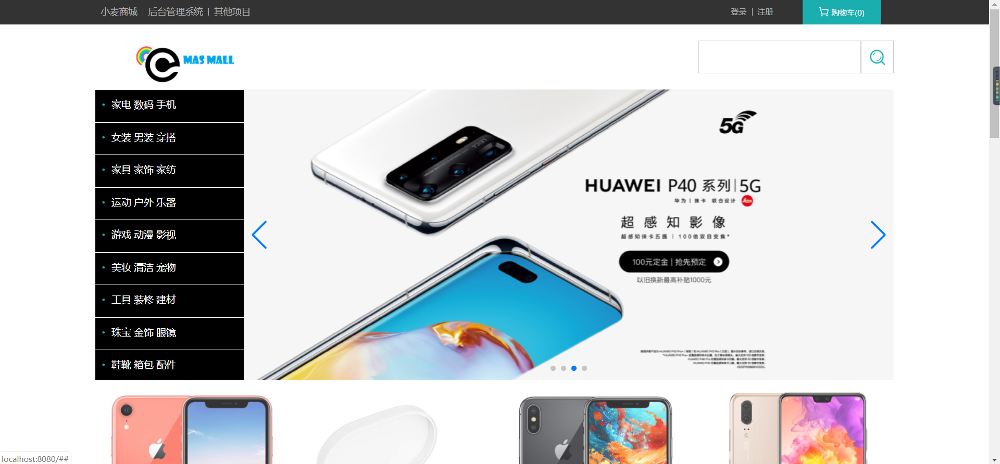 小麦商城 | 后台管理系统 | 其他项目
登录 | 注册
购物车(0)
MAS MALL
家电 数码 手机
女装 男装 穿搭
家具 家饰 家纺
运动 户外 乐器
游戏 动漫 影视
美妆 清洁 宠物
工具 装修 建材
珠宝 金饰 眼镜
鞋靴 箱包 配件
LEICA
5G
HUAWEI P40 系列|5G
华为 | 徕卡 联合设计
超感知影像
超感知徕卡五摄 | 100倍双目变焦*
100元定金 | 抢先预定
以旧换新最高补贴1000元
localhost:8080/##